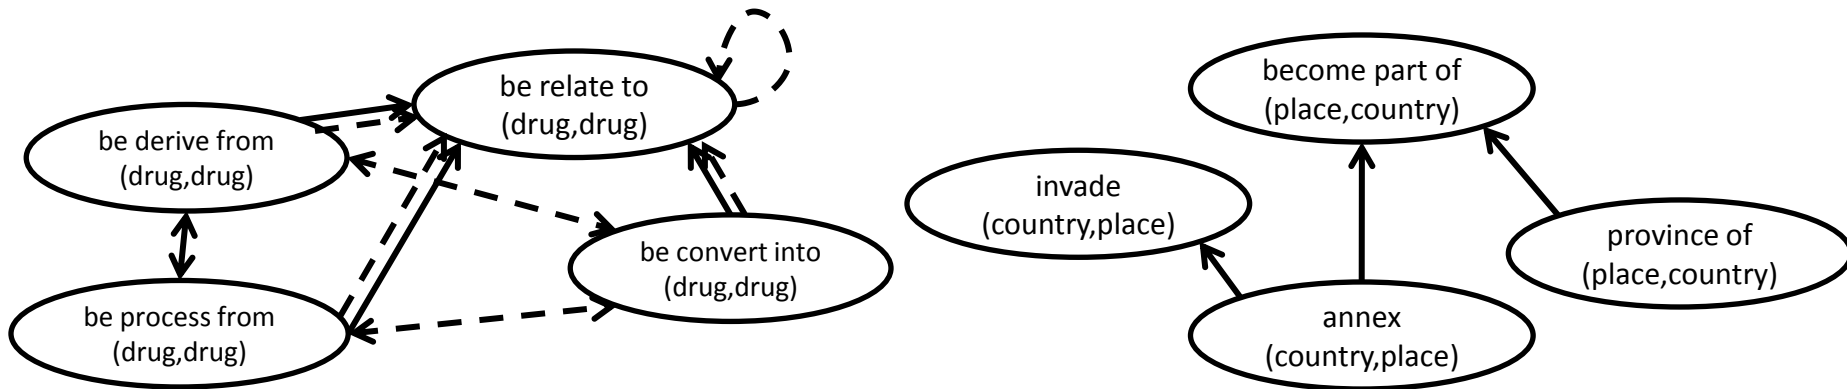 be relate to
(drug,drug)
be derive from
(drug,drug)
be convert into
(drug,drug)
be process from
(drug,drug)
become part of
(place,country)
invade
(country,place)
province of
(place,country)
annex
(country,place)